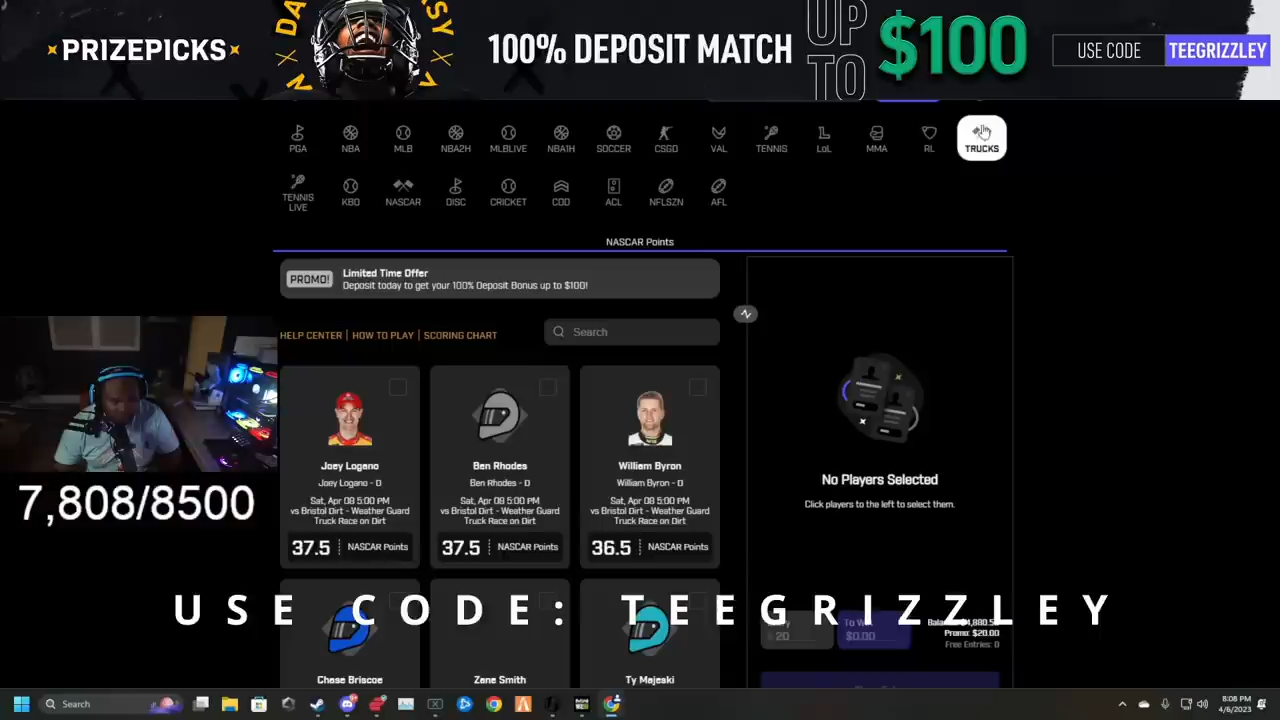 PRIZEPICKS
100% DEPOSIT MATCH
UP TO
$100
USE CODE
TEEGRIZZLEY
PGA
NBA
MLB
NBA2H
MLBLIVE
NBA1H
SOCCER
CSGO
VAL
TENNIS
LoL
MMA
RL
TRUCKS
TENNIS
LIVE
KBO
NASCAR
DISC
CRICKET
COD
ACL
NFLSZN
AFL
NASCAR Points
PROMO!
Limited Time Offer
Deposit today to get your 100% Deposit Bonus up to $100!
HELP CENTER | HOW TO PLAY | SCORING CHART
Search
Joey Logano
Joey Logano - D
Sat, Apr 08 5:00 PM
vs Bristol Dirt - Weather Guard
Truck Race on Dirt
37.5 NASCAR Points
Ben Rhodes
Ben Rhodes - D
Sat, Apr 08 5:00 PM
vs Bristol Dirt - Weather Guard
Truck Race on Dirt
37.5 NASCAR Points
William Byron
William Byron - D
Sat, Apr 08 5:00 PM
vs Bristol Dirt - Weather Guard
Truck Race on Dirt
36.5 NASCAR Points
No Players Selected
Click players to the left to select them.
7,808/8500
USE CODE: TEEGRIZZLEY
20
To
$0.00
Promo: $20.00
Free Entries: 0
Chase Briscoe
Zane Smith
Ty Majeski
Search
8:08 PM
4/6/2023